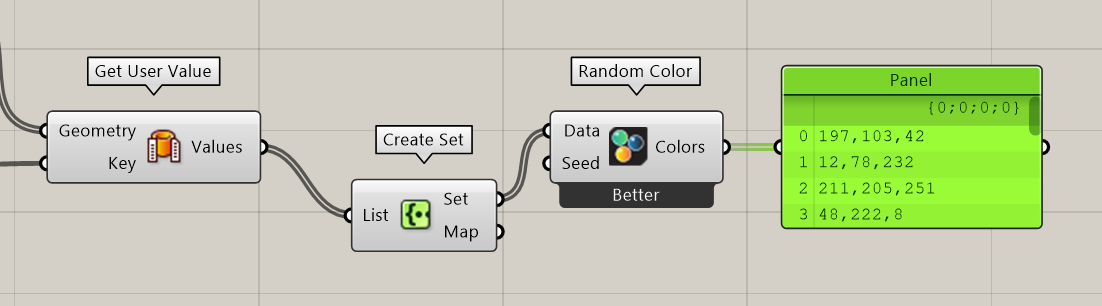 Get User Value
Geometry
Key
Values
Create Set
List
Set
Map
Random Color
Data
Seed
Colors
Better
Panel
{0;0;0;0}
0 197,103,42
1 12,78,232
2 211,205,251
3 48,222,8